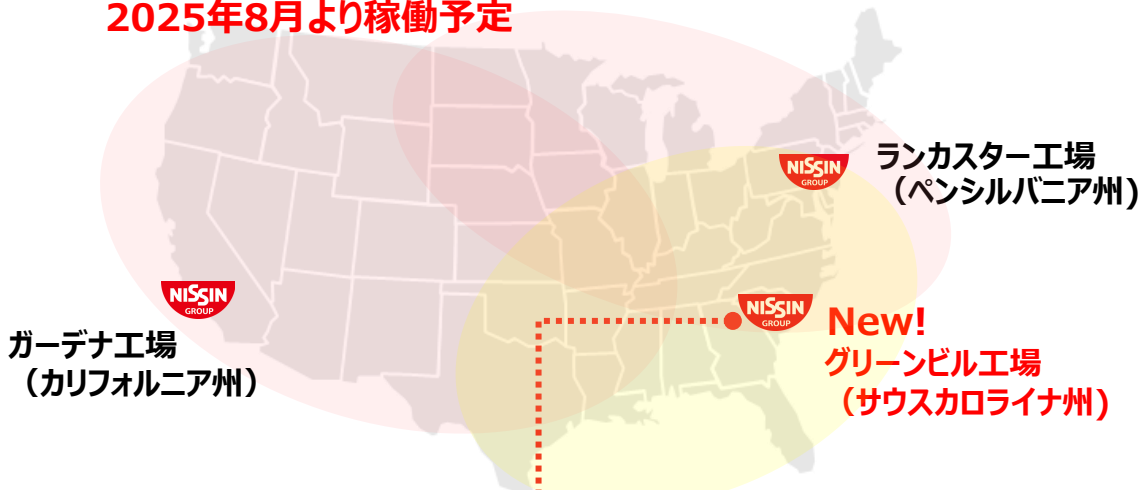 2025年8月より稼働予定
NISSIN
GROUP
ランカスター工場
（ペンシルバニア州)
NISSIN
GROUP
ガーデナ工場
（カリフォルニア州）
NISSIN
GROUP
New!
グリーンビル工場
（サウスカロライナ州)